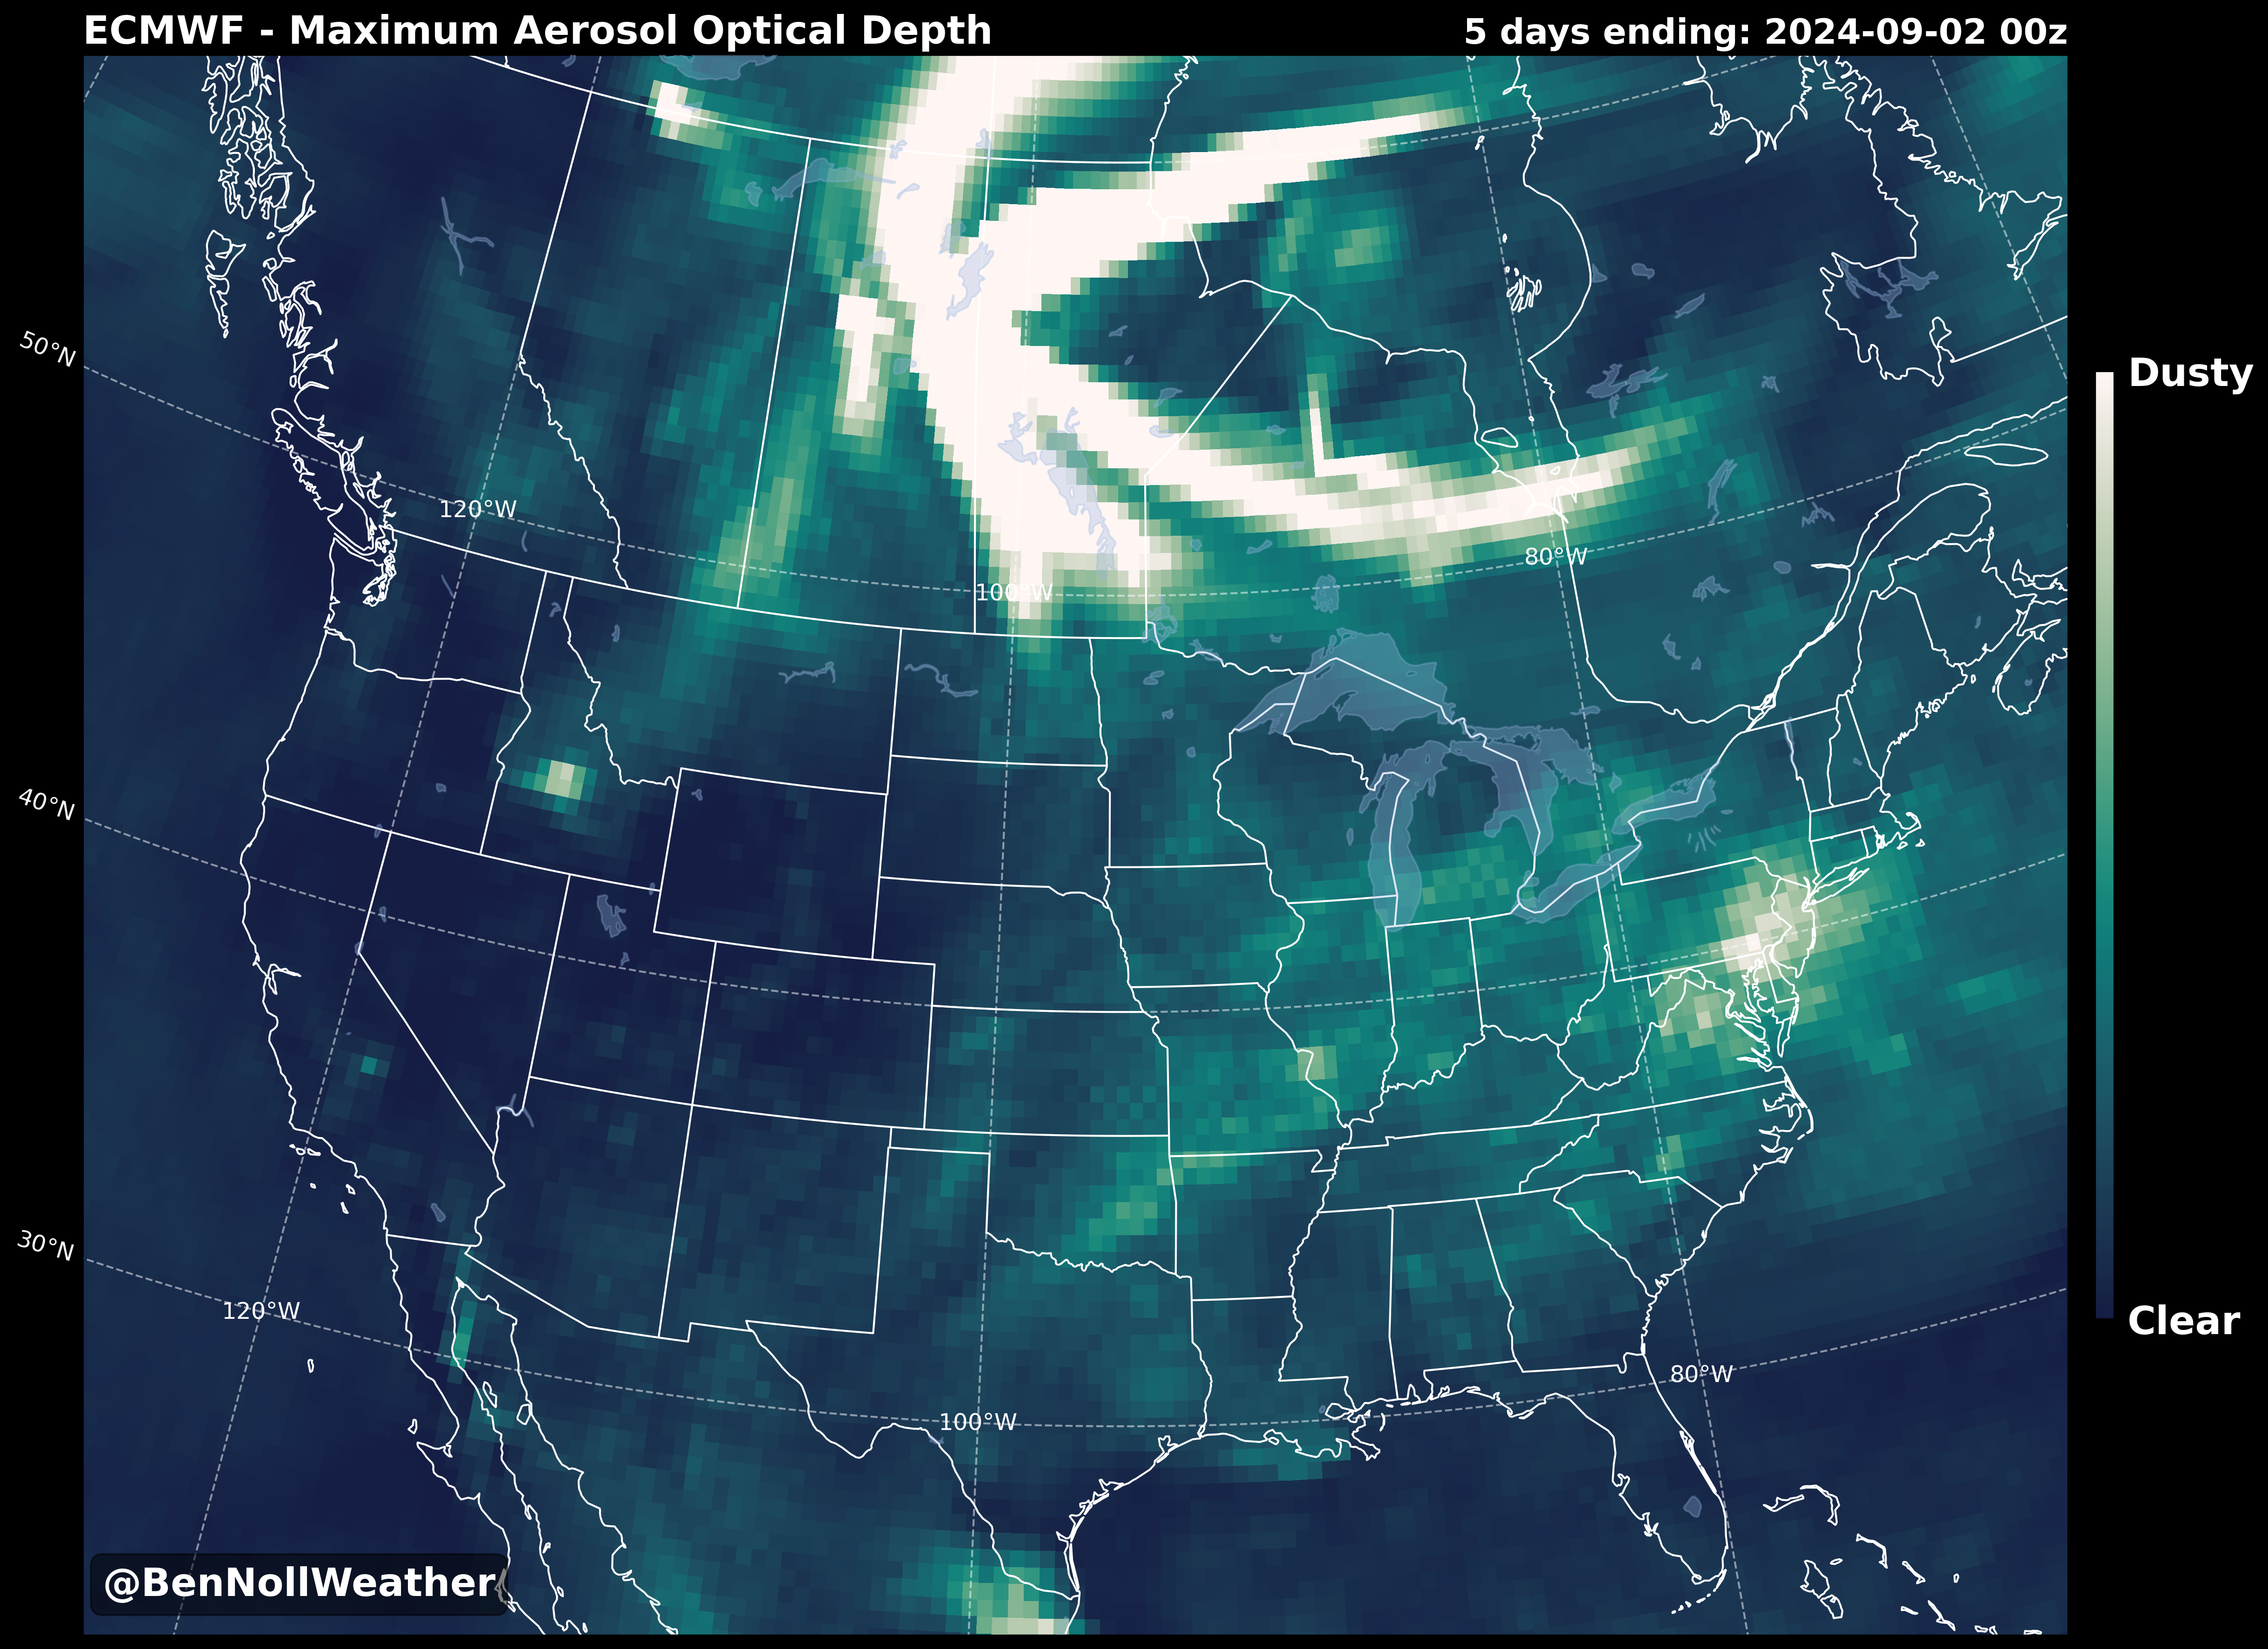 ECMWF - Maximum Aerosol Optical Depth
5 days ending: 2024-09-02 00z
50°N
Dusty
120°W
80°W
100°W
40°N
30°N
120°W
Clear
80°W
100°W
@BenNollWeather